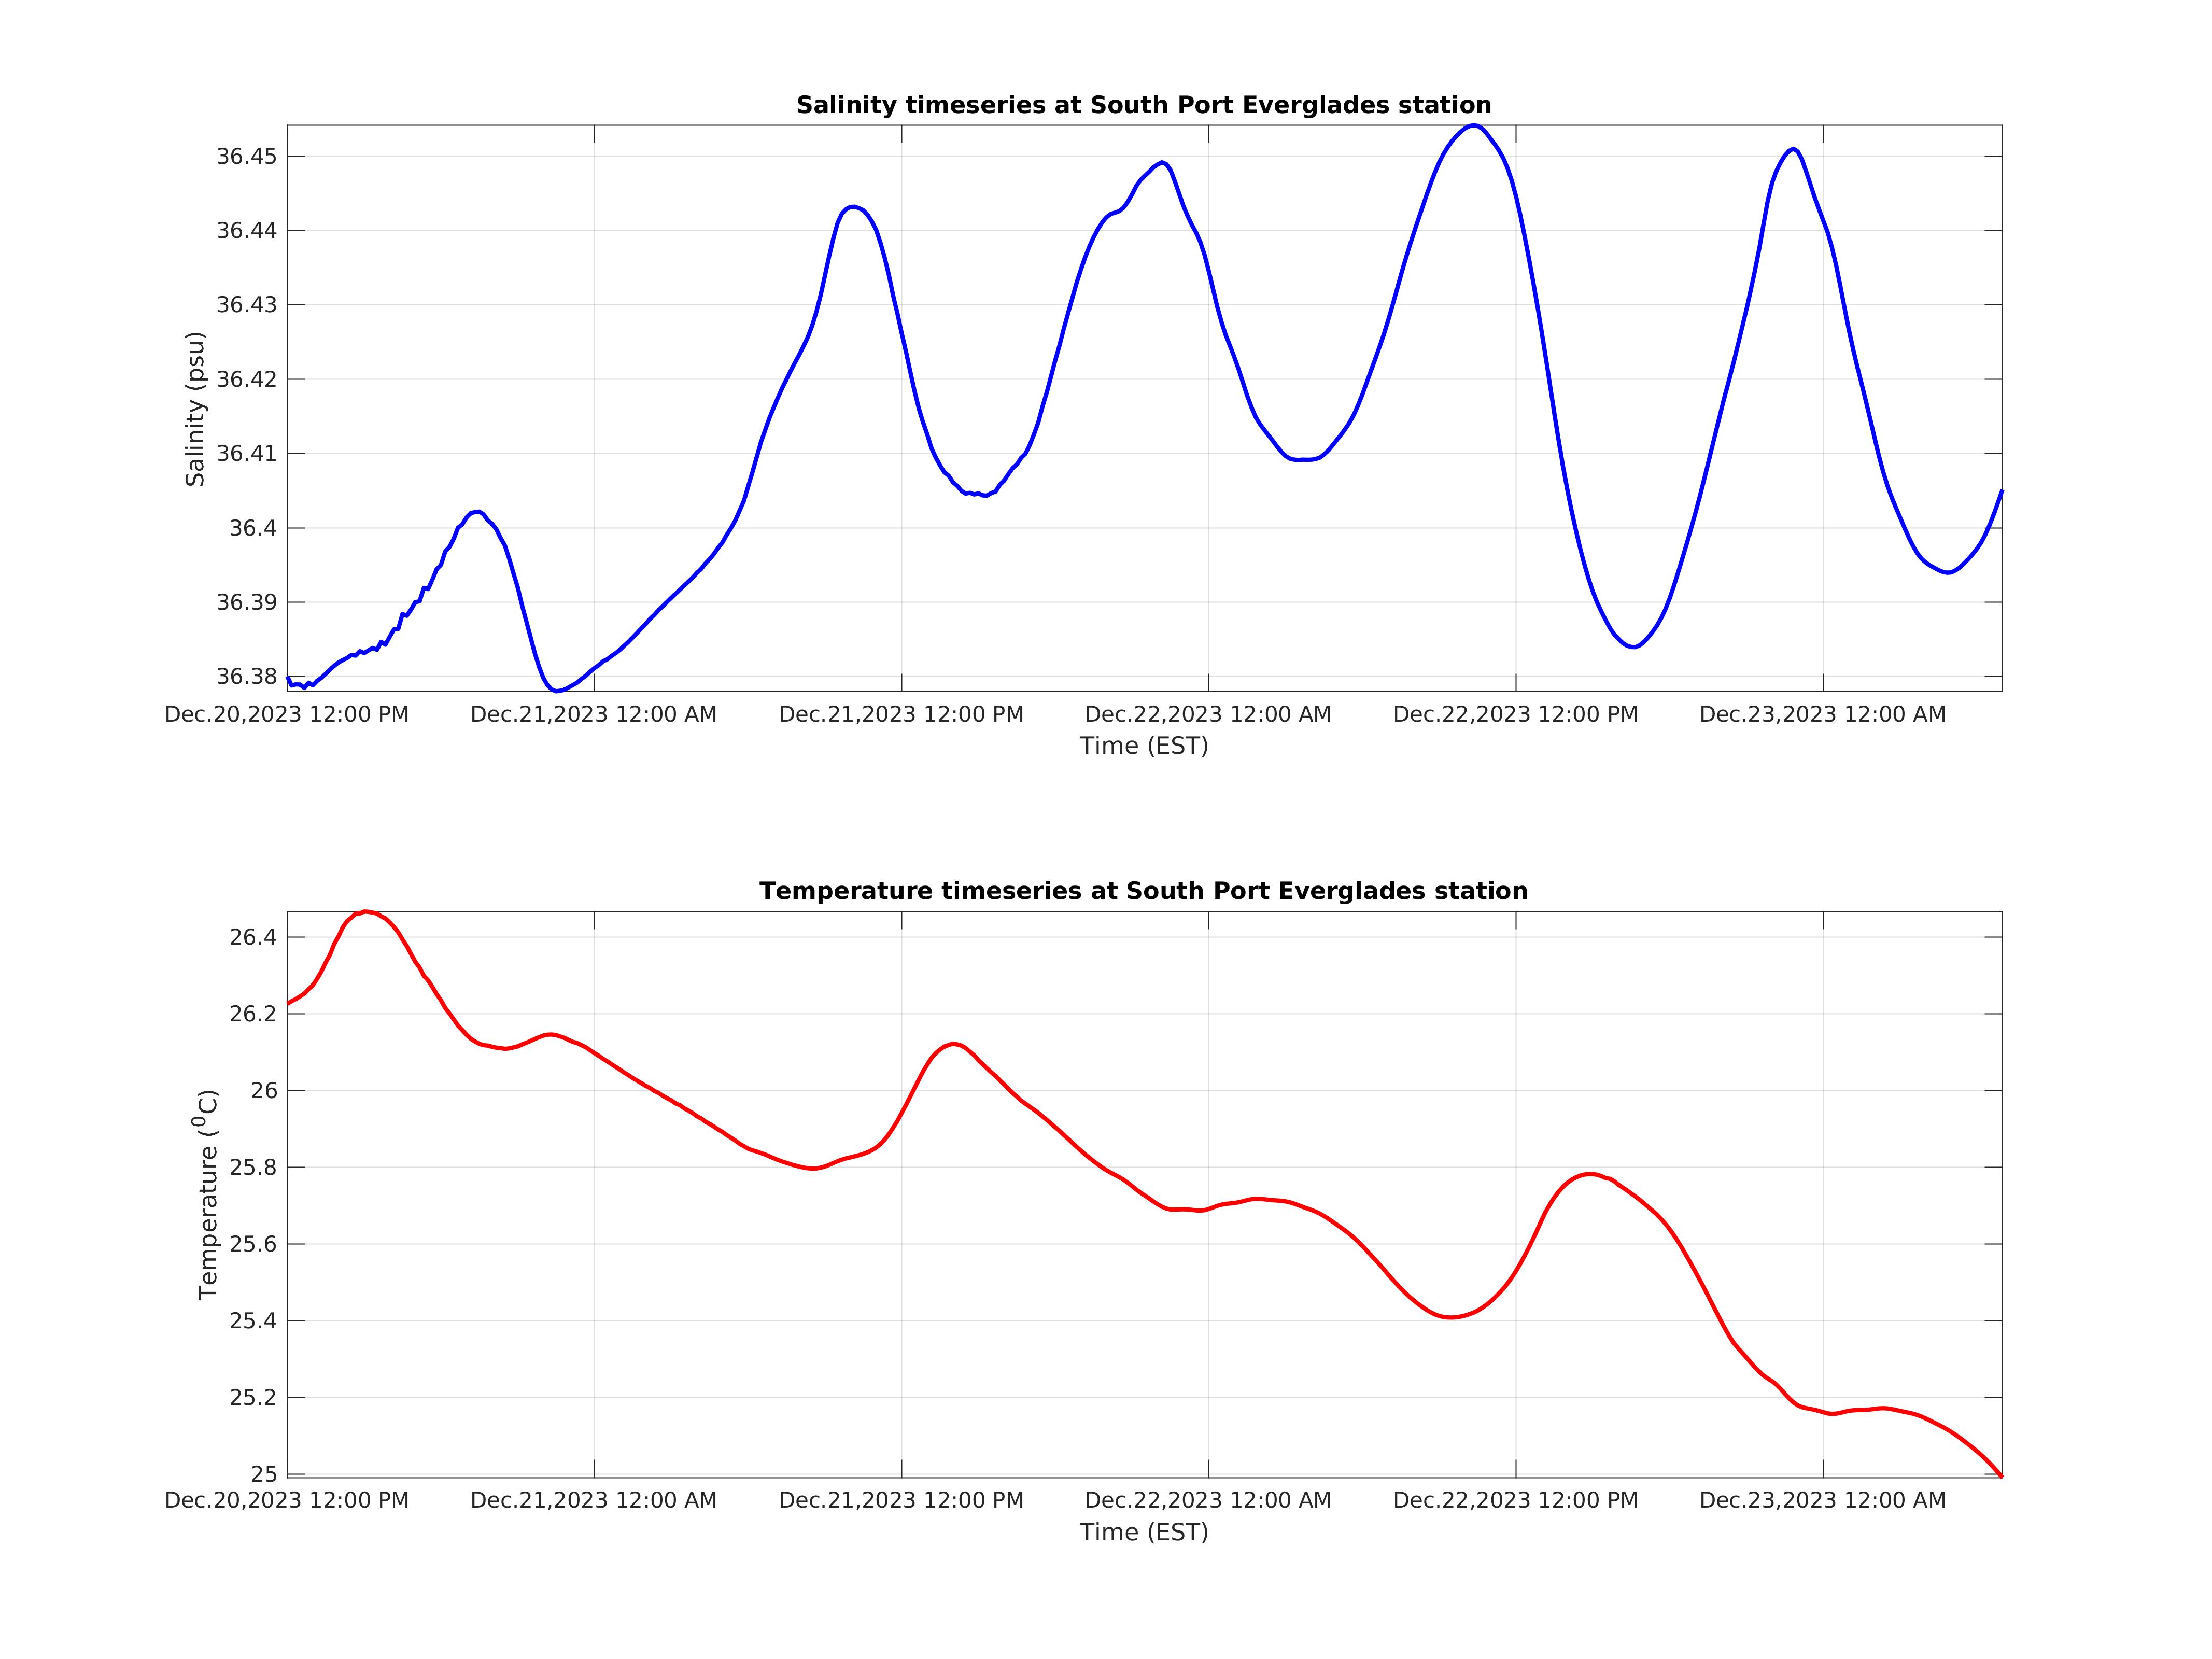 Salinity timeseries at South Port Everglades station
36.45
36.44
36.43
36.42
36.41
36.4
36.39
36.38
Salinity (psu)
Dec.20,2023 12:00 PM Dec.21,2023 12:00 AM Dec.21,2023 12:00 PM Dec.22,2023 12:00 AM Dec.22,2023 12:00 PM Dec.23,2023 12:00 AM
Time (EST)
Temperature timeseries at South Port Everglades station
26.4
26.2
26
25.8
25.6
25.4
25.2
25
Temperature (⁰C)
Dec.20,2023 12:00 PM Dec.21,2023 12:00 AM Dec.21,2023 12:00 PM Dec.22,2023 12:00 AM Dec.22,2023 12:00 PM Dec.23,2023 12:00 AM
Time (EST)